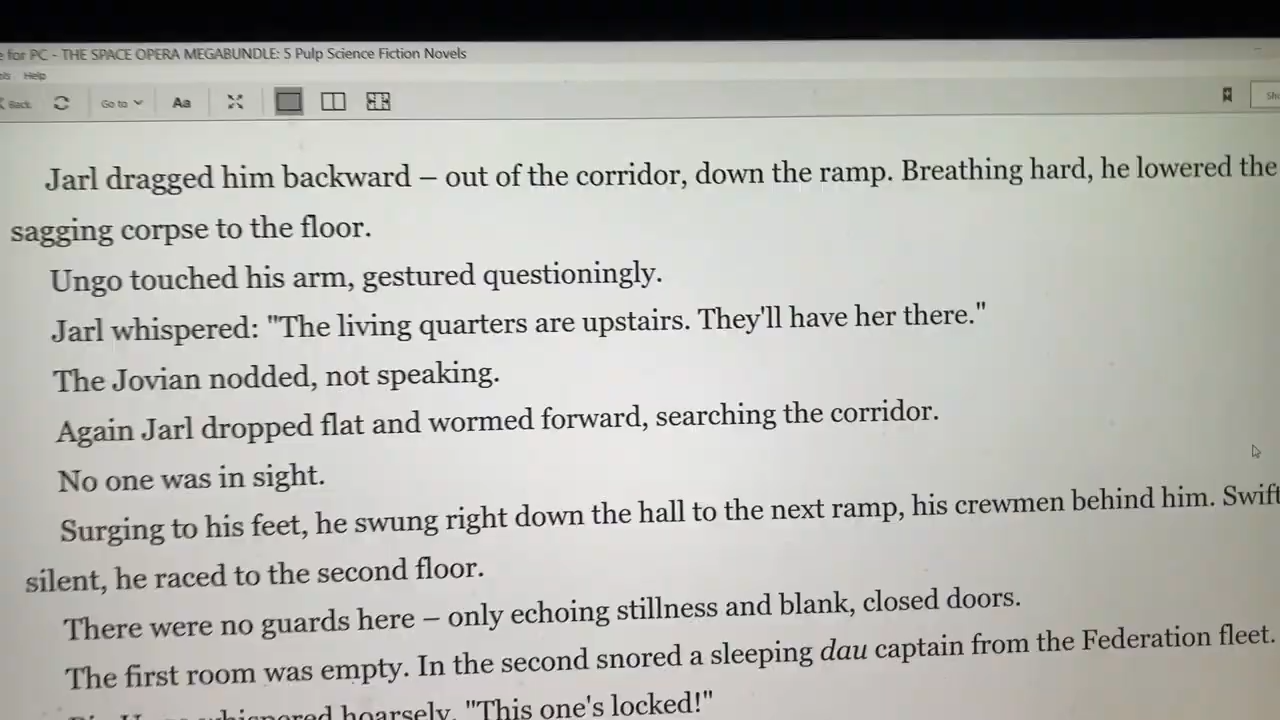 for PC - THE SPACE OPERA MEGABUNDLE: 5 Pulp Science Fiction Novels
Help
Back
Go to
Aa
Jarl dragged him backward – out of the corridor, down the ramp. Breathing hard, he lowered the
sagging corpse to the floor.
Ungo touched his arm, gestured questioningly.
Jarl whispered: "The living quarters are upstairs. They'll have her there."
The Jovian nodded, not speaking.
Again Jarl dropped flat and wormed forward, searching the corridor.
No one was in sight.
Surging to his feet, he swung right down the hall to the next ramp, his crewmen behind him. Swift
silent, he raced to the second floor.
There were no guards here – only echoing stillness and blank, closed doors.
The first room was empty. In the second snored a sleeping dau captain from the Federation fleet.
whispered hoarsely, "This one's locked!"